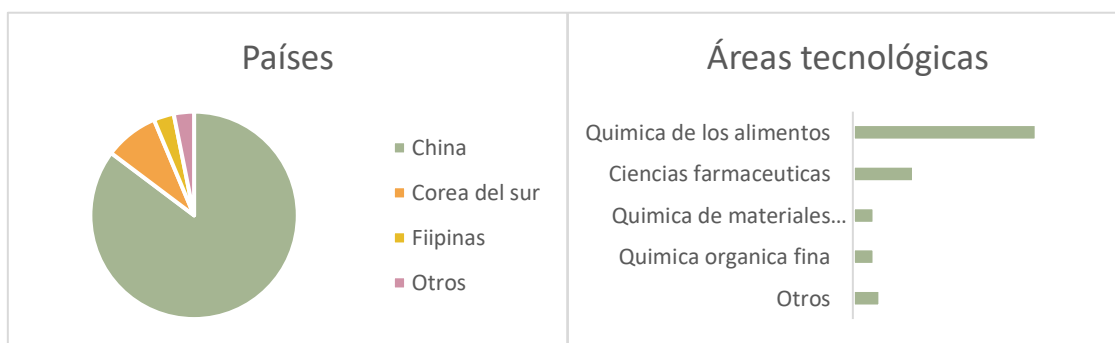 Países
China
Corea del sur
Fiipinas
Otros
Áreas tecnológicas
Quimica de los alimentos
Ciencias farmaceuticas
Quimica de materiales...
Quimica organica fina
Otros